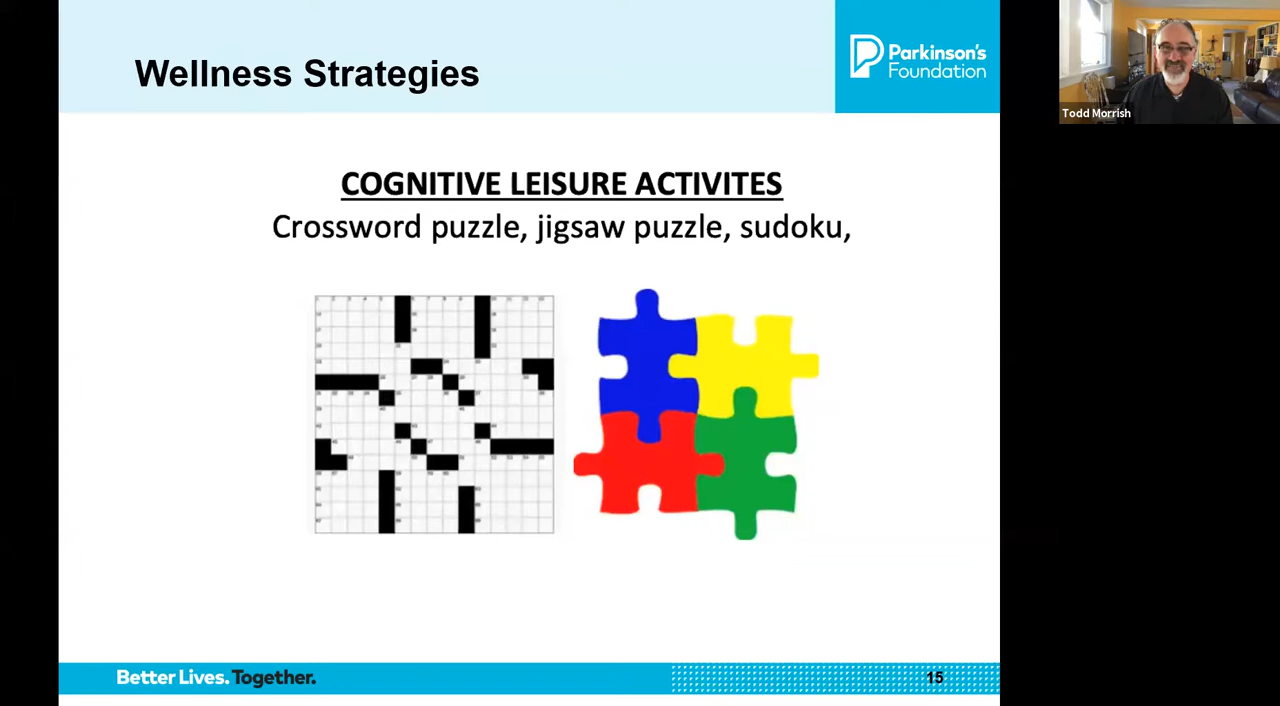 Wellness Strategies
Parkinson's
Foundation
Todd Morrish
COGNITIVE LEISURE ACTIVITES
Crossword puzzle, jigsaw puzzle, sudoku,
Better Lives. Together.
15